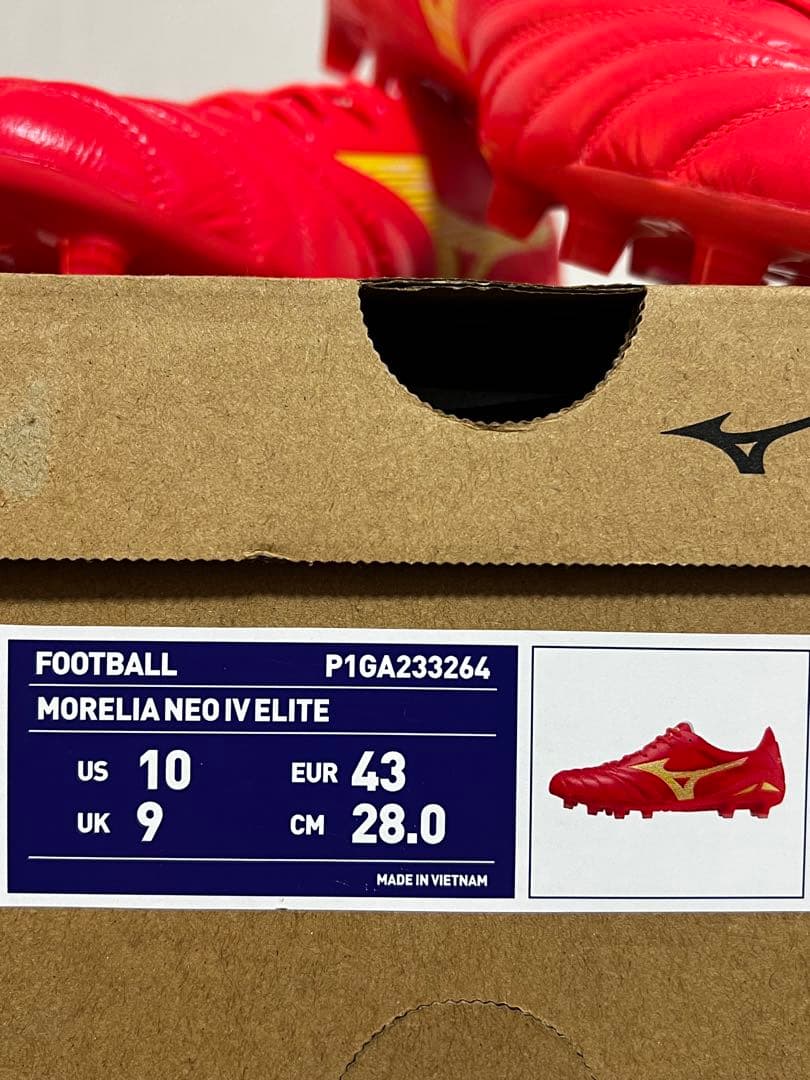 FOOTBALL P1GA233264
MORELIA NEO IV ELITE
US 10 EUR 43
UK 9 CM 28.0
MADE IN VIETNAM